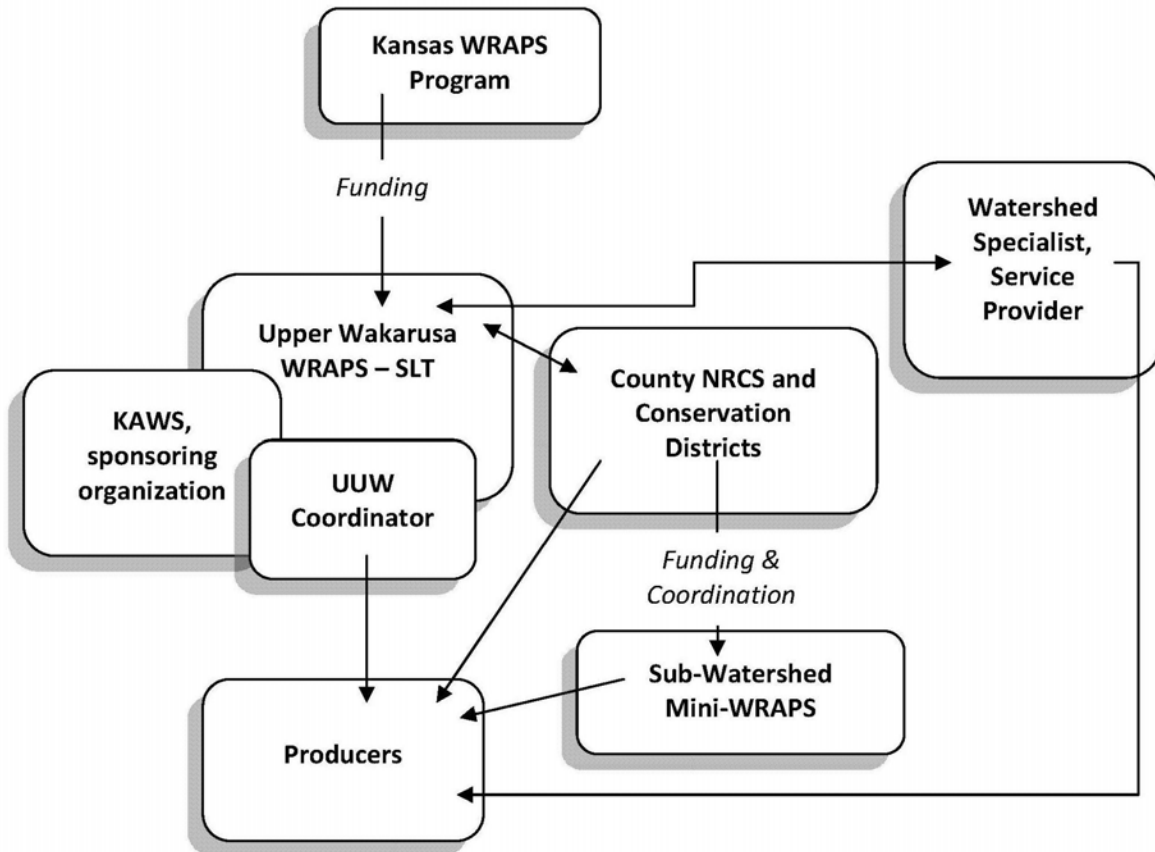 Kansas WRAPS
Program
Funding
Watershed
Specialist,
Service
Provider
Upper Wakarusa
WRAPS – SLT
County NRCS and
Conservation
Districts
KAWS,
sponsoring
organization
UUW
Coordinator
Funding &
Coordination
Sub-Watershed
Mini-WRAPS
Producers